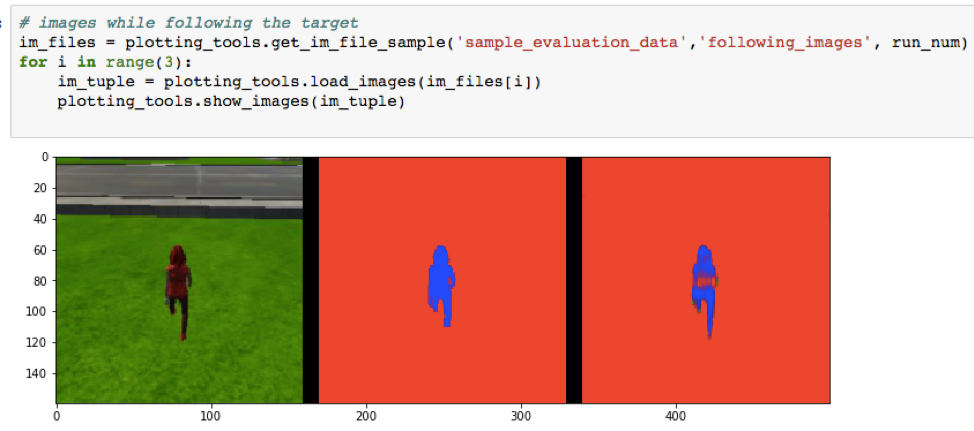 # images while following the target
im_files = plotting_tools.get_im_file_sample('sample_evaluation_data','following_images', run_num)
for i in range(3):
    im_tuple = plotting_tools.load_images(im_files[i])
    plotting_tools.show_images(im_tuple)
0
20
40
60
80
100
120
140
0 100 200 300 400